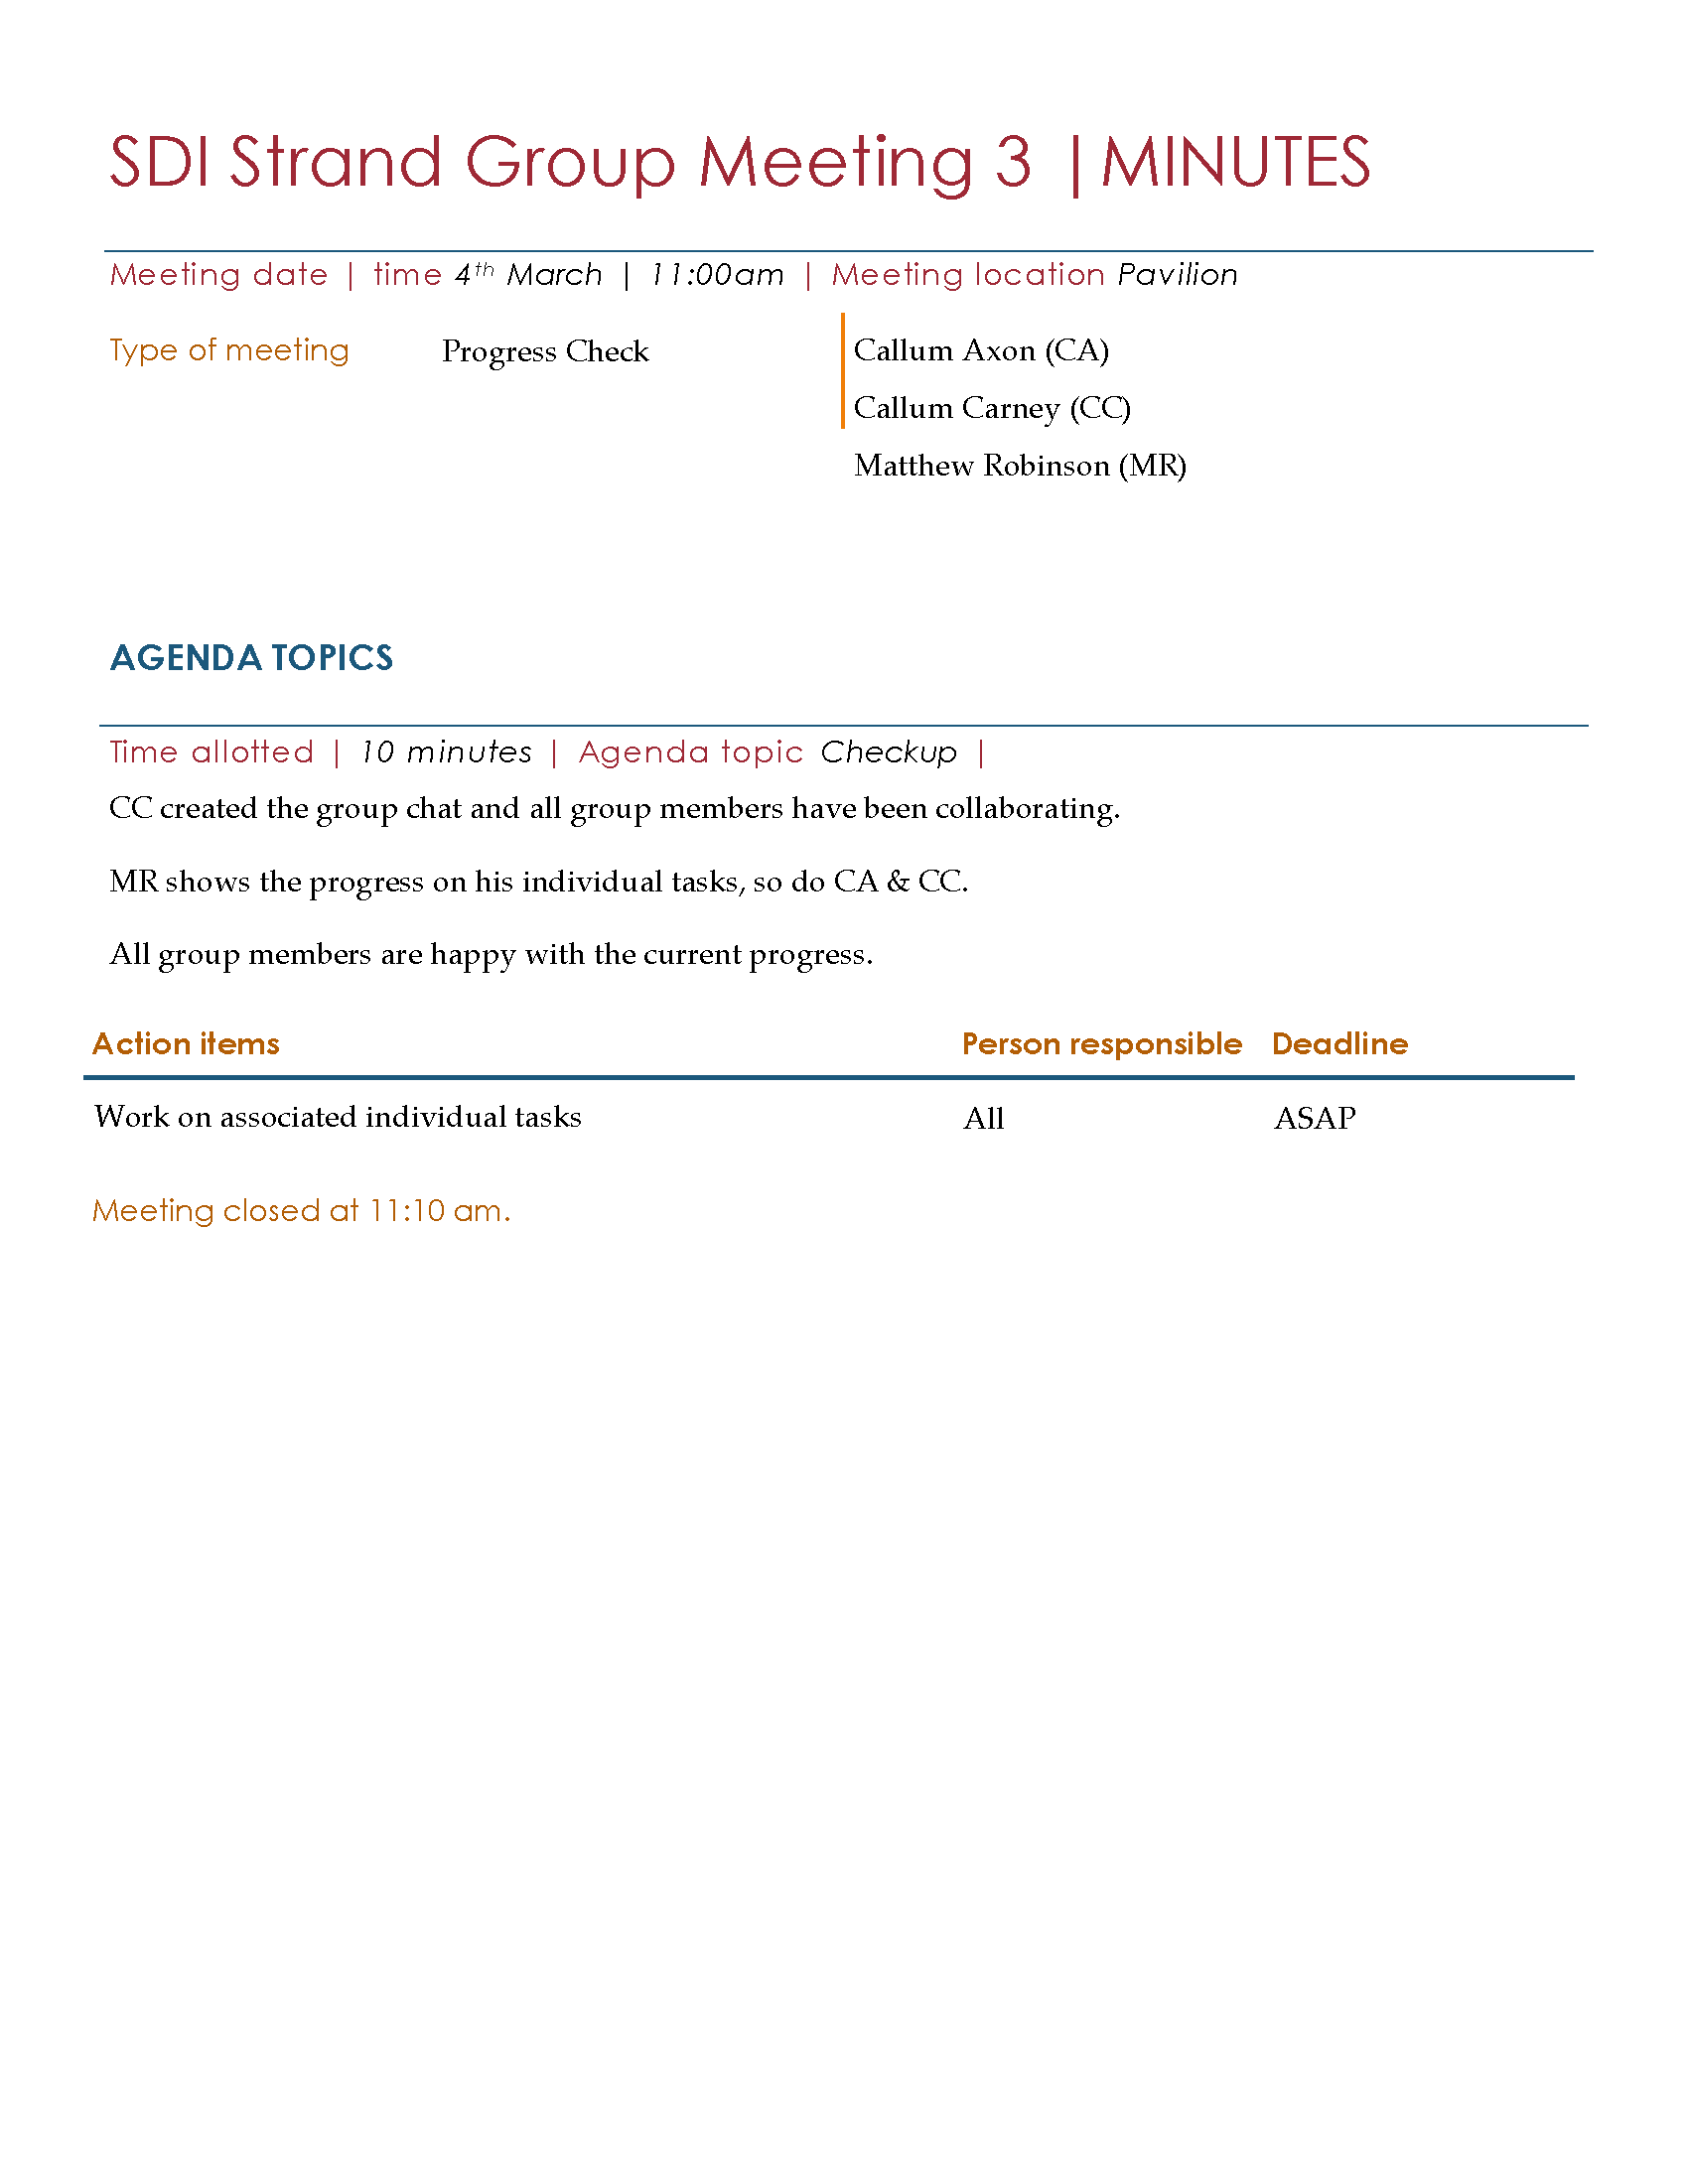 SDI Strand Group Meeting 3 |MINUTES
Meeting date | time 4th March | 11:00am | Meeting location Pavilion
Type of meeting Progress Check
Callum Axon (CA)
Callum Carney (CC)
Matthew Robinson (MR)
AGENDA TOPICS
Time allotted | 10 minutes | Agenda topic Checkup |
CC created the group chat and all group members have been collaborating.
MR shows the progress on his individual tasks, so do CA & CC.
All group members are happy with the current progress.
Action items Person responsible Deadline
Work on associated individual tasks All ASAP
Meeting closed at 11:10 am.